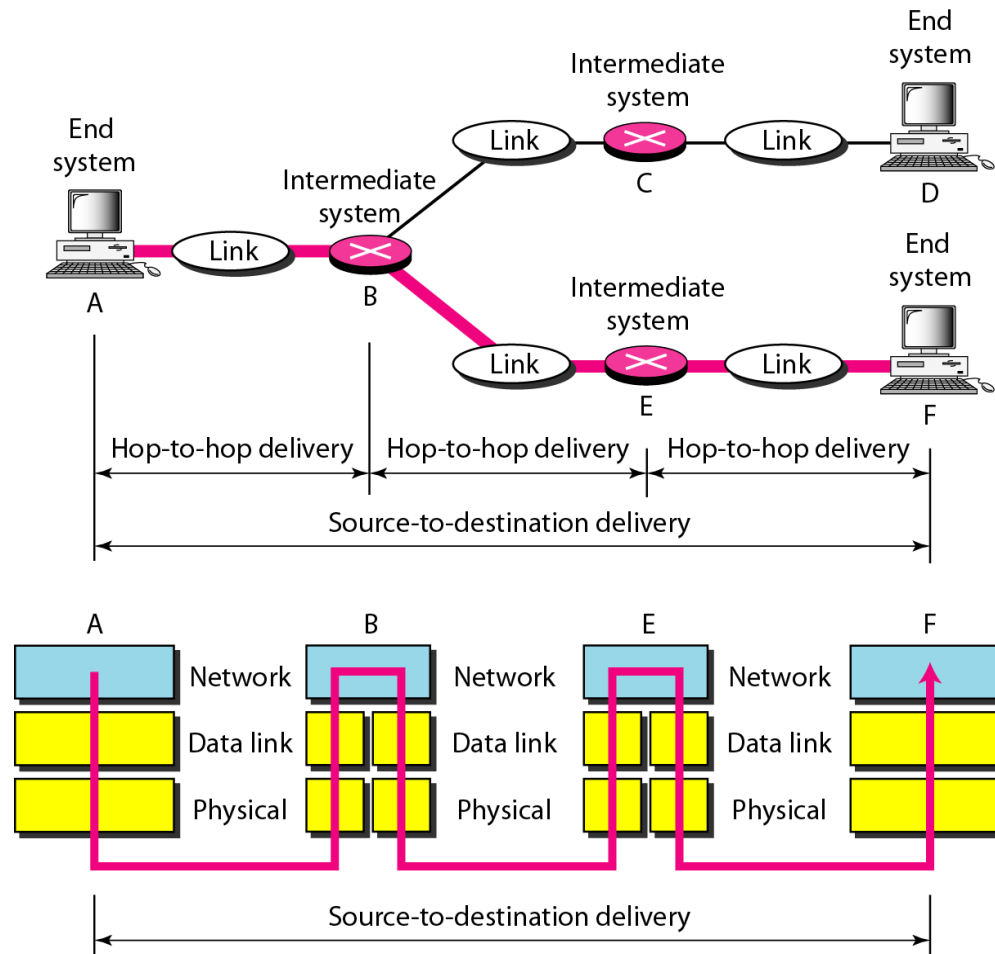 End
system
Intermediate
system
Link
Link
C
D
End
system
Intermediate
system
Link
A
B
End
system
Intermediate
system
Link
Link
E
F
Hop-to-hop delivery
Hop-to-hop delivery
Hop-to-hop delivery
Source-to-destination delivery
A
B
E
F
Network
Network
Network
Data link
Data link
Data link
Physical
Physical
Physical
Source-to-destination delivery